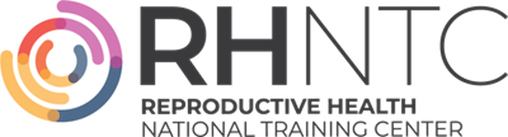 RHNTC
REPRODUCTIVE HEALTH
NATIONAL TRAINING CENTER